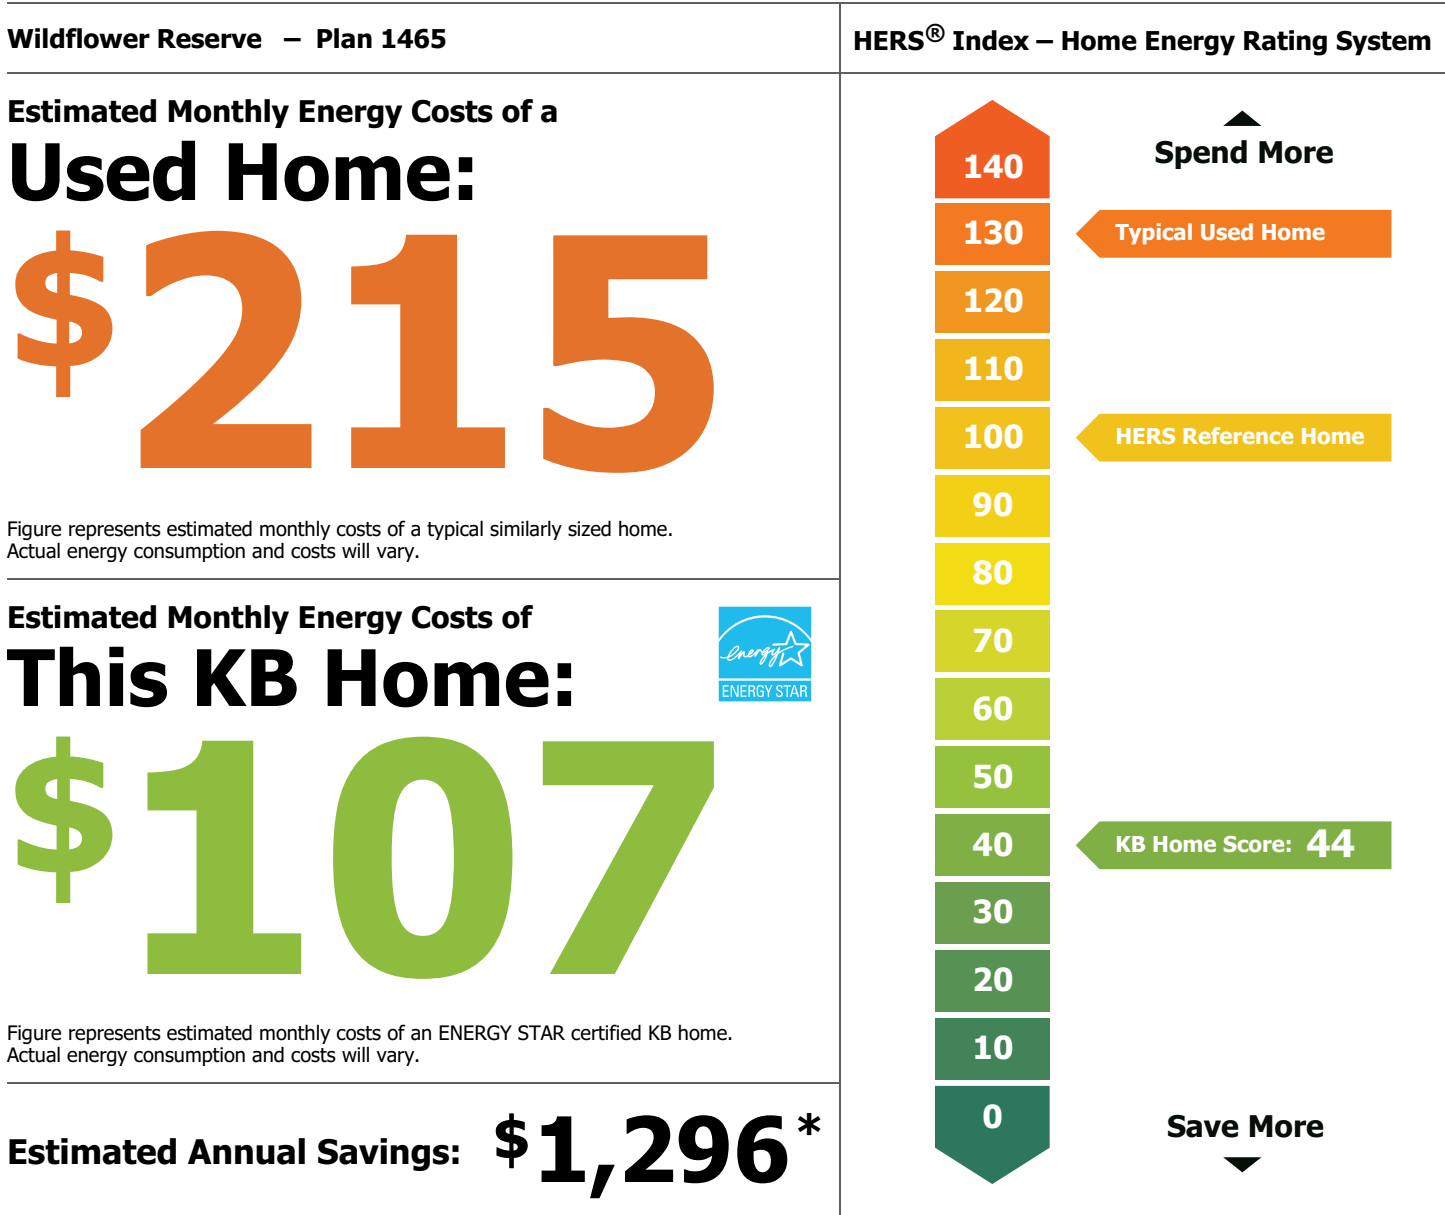 Wildflower Reserve – Plan 1465
Estimated Monthly Energy Costs of a
Used Home:
$215
Figure represents estimated monthly costs of a typical similarly sized home.
Actual energy consumption and costs will vary.
Estimated Monthly Energy Costs of
This KB Home:
energy
ENERGY STAR
$107
Figure represents estimated monthly costs of an ENERGY STAR certified KB home.
Actual energy consumption and costs will vary.
Estimated Annual Savings: $1,296*
HERS® Index – Home Energy Rating System
Spend More
140
130
Typical Used Home
120
110
100
HERS Reference Home
90
80
70
60
50
40
KB Home Score: 44
30
20
10
0
Save More